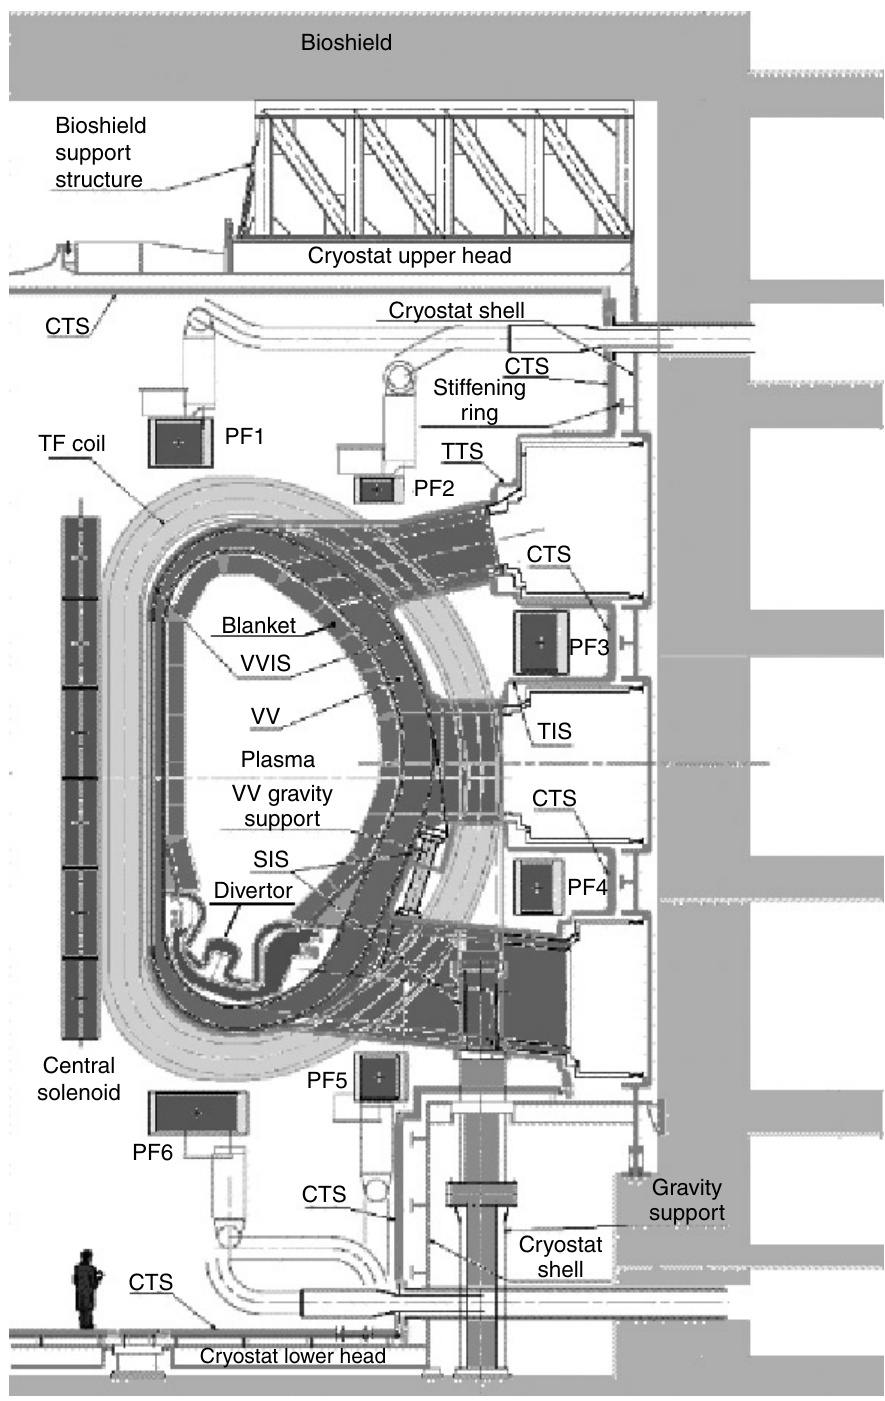 Bioshield
Bioshield
support
structure
Cryostat upper head
CTS
Cryostat shell
CTS
Stiffening
ring
PF1
TF coil
TTS
PF2
CTS
Blanket
PF3
VVIS
VV
TIS
Plasma
VV gravity
support
CTS
SIS
PF4
Divertor
Central
solenoid
PF5
PF6
CTS
Gravity
support
Cryostat
shell
CTS
Cryostat lower head